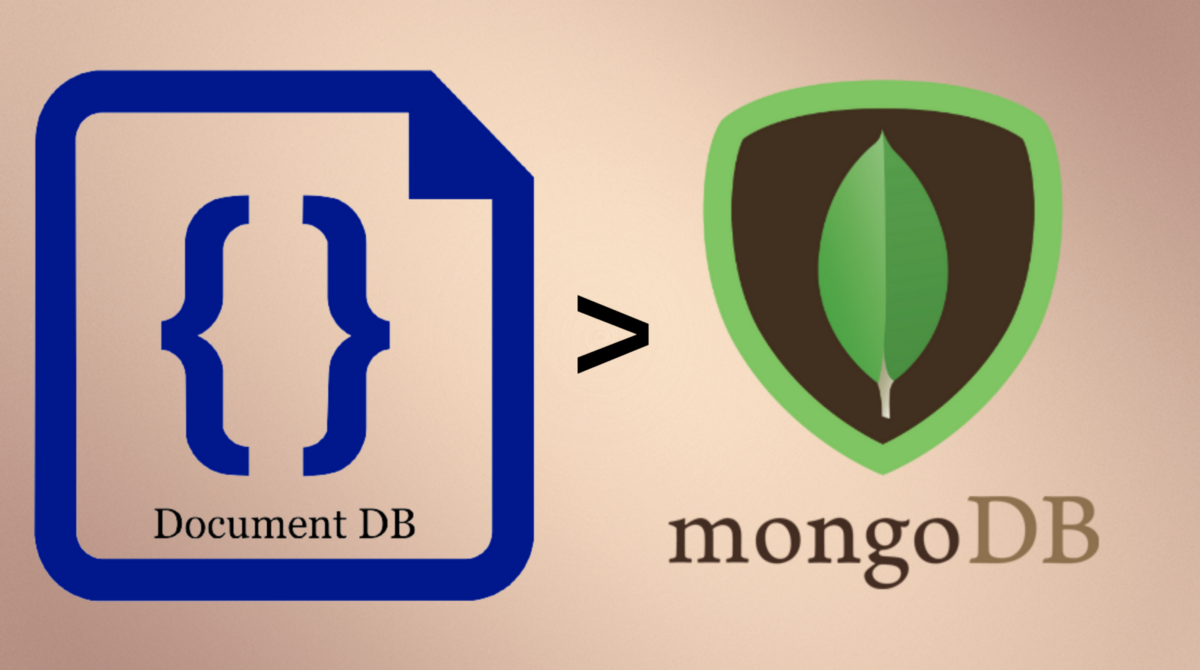 { }
Document DB
>
mongoDB